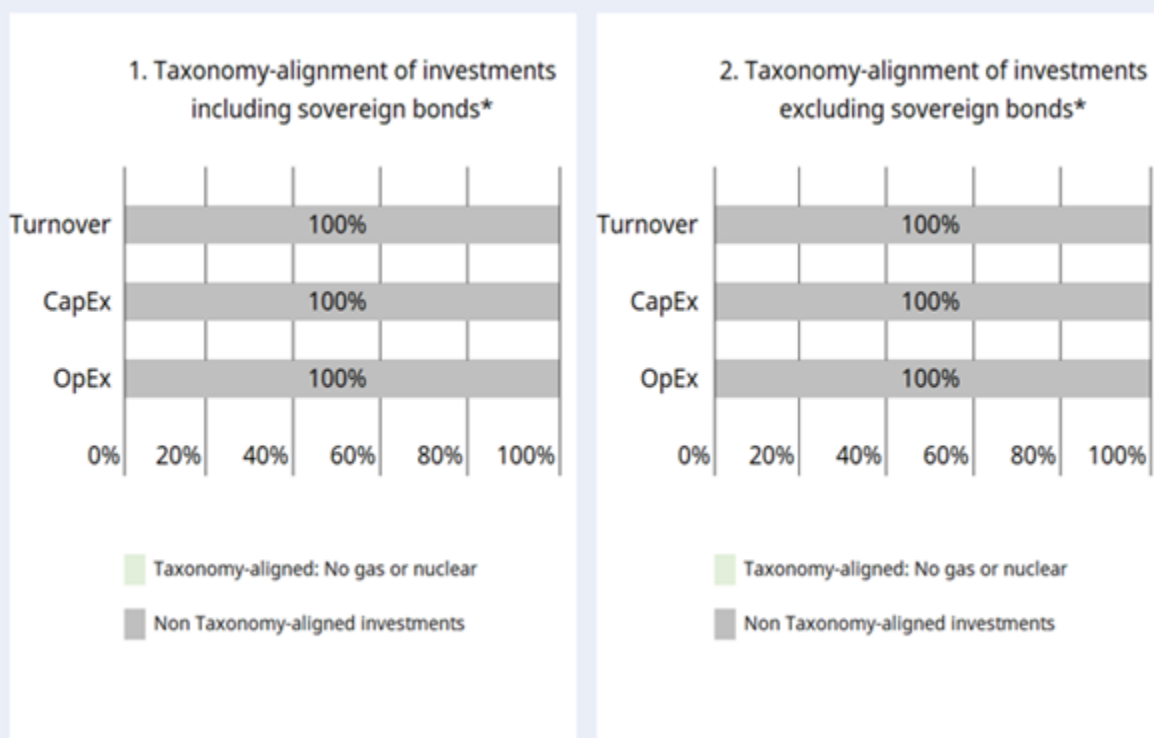 1. Taxonomy-alignment of investments
including sovereign bonds*
Turnover 100%
CapEx 100%
OpEx 100%
0% 20% 40% 60% 80% 100%
Taxonomy-aligned: No gas or nuclear
Non Taxonomy-aligned investments
2. Taxonomy-alignment of investments
excluding sovereign bonds*
Turnover 100%
CapEx 100%
OpEx 100%
0% 20% 40% 60% 80% 100%
Taxonomy-aligned: No gas or nuclear
Non Taxonomy-aligned investments